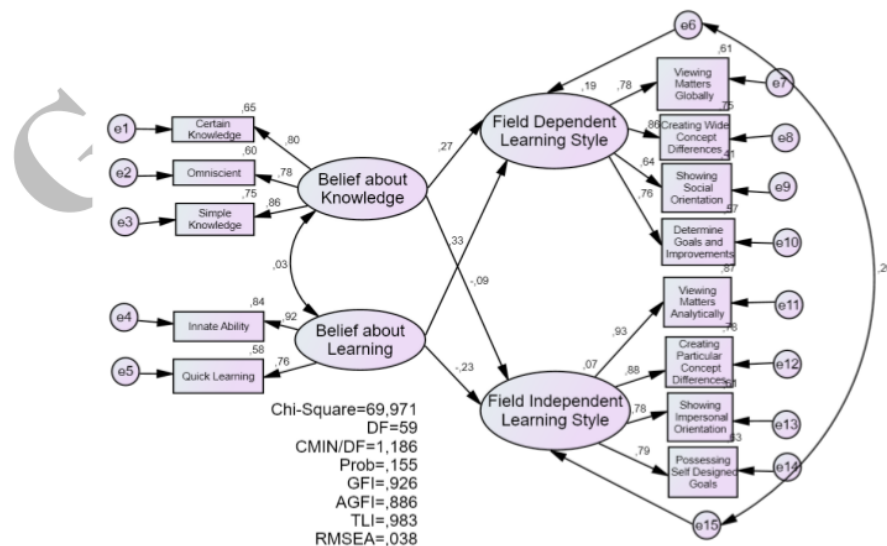 e6
,61
,19
,78
Viewing
Matters
Globally
e7
,75
,65
e1
Certain
Knowledge
,80
,27
Field Dependent
Learning Style
,86
Creating Wide
Concept
Differences
e8
,41
,60
e2
Omniscient
,78
,64
Showing
Social
Orientation
e9
,75
e3
Simple
Knowledge
,86
Belief about
Knowledge
,76
,57
Determine
Goals and
Improvements
e10
,33
-,09
,03
,87
Viewing
Matters
Analytically
e11
,84
e4
Innate Ability
,92
Belief about
Learning
,93
,78
,58
e5
Quick Learning
,76
-,23
,07
,88
Creating
Particular
Concept
Differences
e12
Field Independent
Learning Style
,78
Showing
Impersonal
Orientation
e13
,63
,79
Possessing
Self Designed
Goals
e14
e15
Chi-Square=69,971
DF=59
CMIN/DF=1,186
Prob=,155
GFI=,926
AGFI=,886
TLI=,983
RMSEA=,038